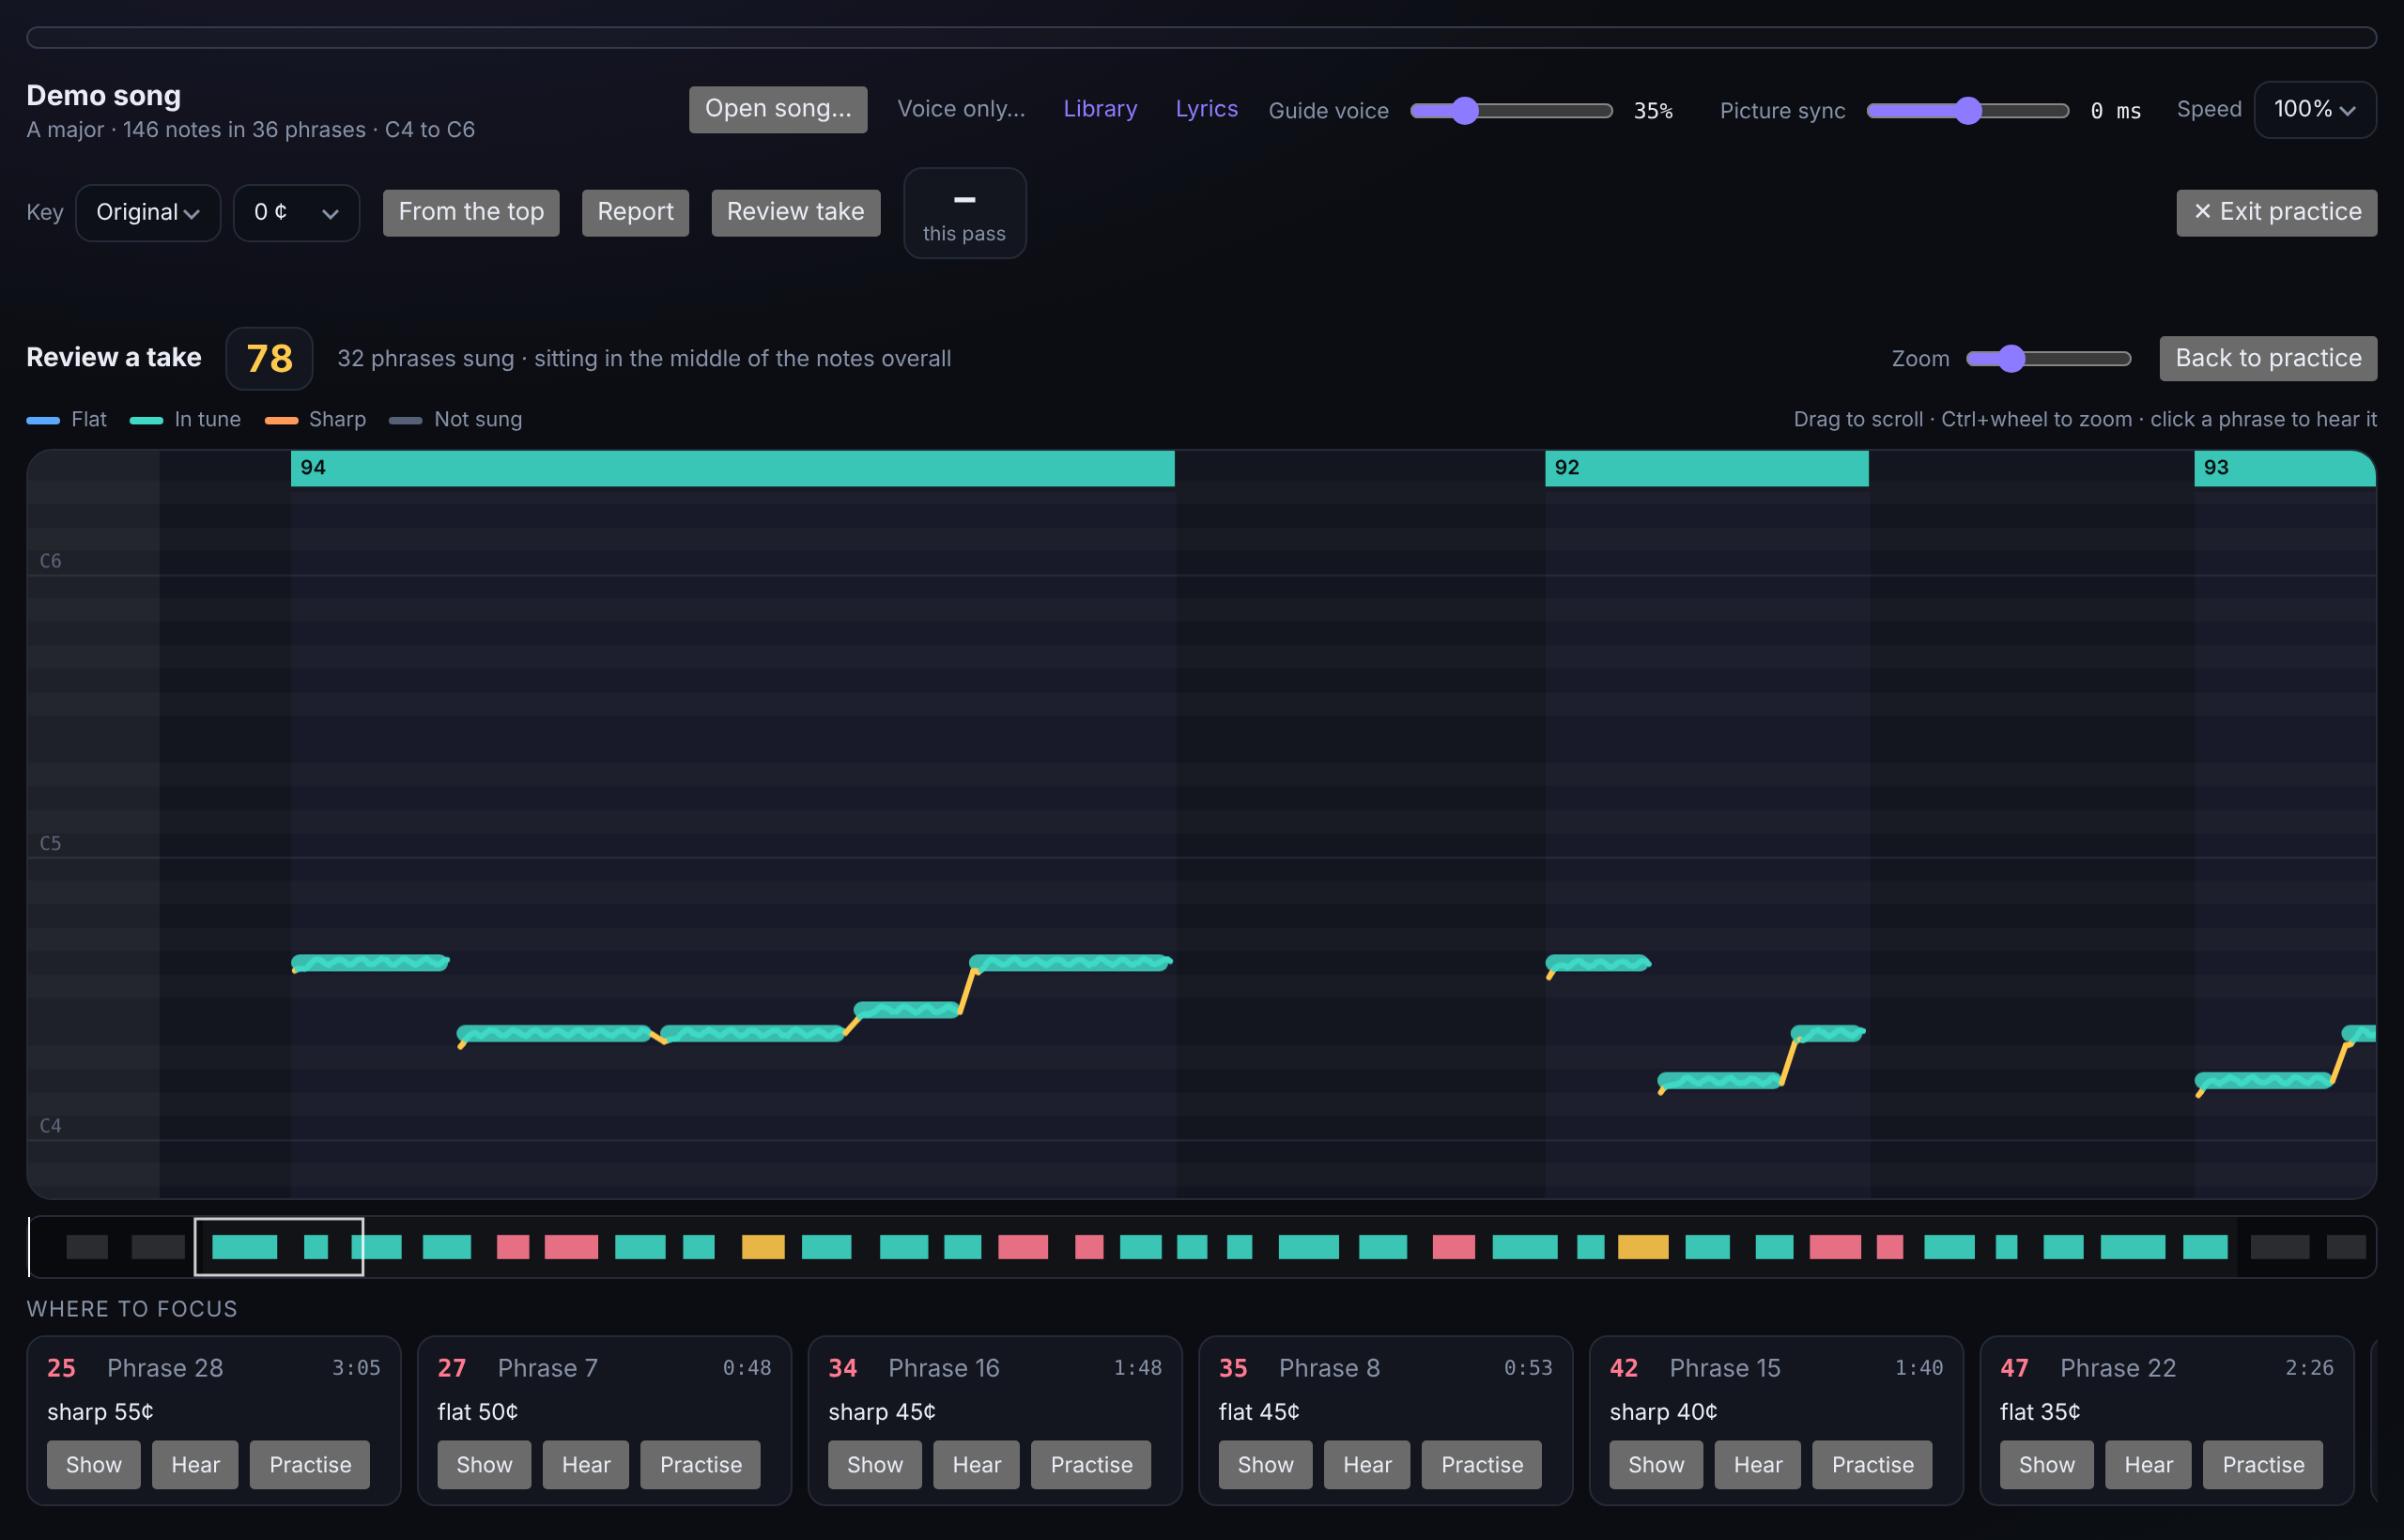 Demo song
A major · 146 notes in 36 phrases · C4 to C6
Open song...
Voice only...
Library
Lyrics
Guide voice
35%
Picture sync
0 ms
Speed
100%
Key
Original
0 ¢
From the top
Report
Review take
–
this pass
✕ Exit practice
Review a take
78
32 phrases sung · sitting in the middle of the notes overall
Zoom
Back to practice
Flat
In tune
Sharp
Not sung
Drag to scroll · Ctrl+wheel to zoom · click a phrase to hear it
94
92
93
C6
C5
C4
WHERE TO FOCUS
25 Phrase 28 3:05
sharp 55¢
Show Hear Practise
27 Phrase 7 0:48
flat 50¢
Show Hear Practise
34 Phrase 16 1:48
sharp 45¢
Show Hear Practise
35 Phrase 8 0:53
flat 45¢
Show Hear Practise
42 Phrase 15 1:40
sharp 40¢
Show Hear Practise
47 Phrase 22 2:26
flat 35¢
Show Hear Practise